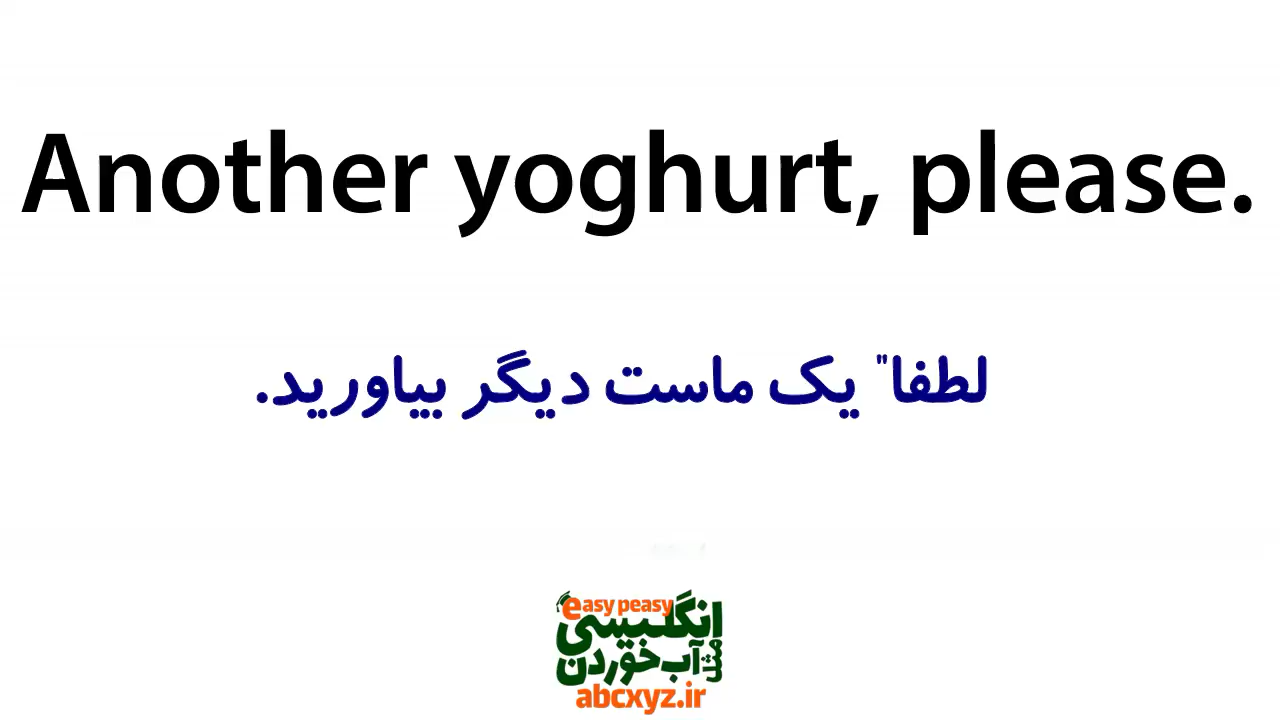 Another yoghurt, please.
لطفا" یک ماست دیگر بیاورید.
easy peasy
انگلیسی
مثل آب خوردن
abcxyz.ir